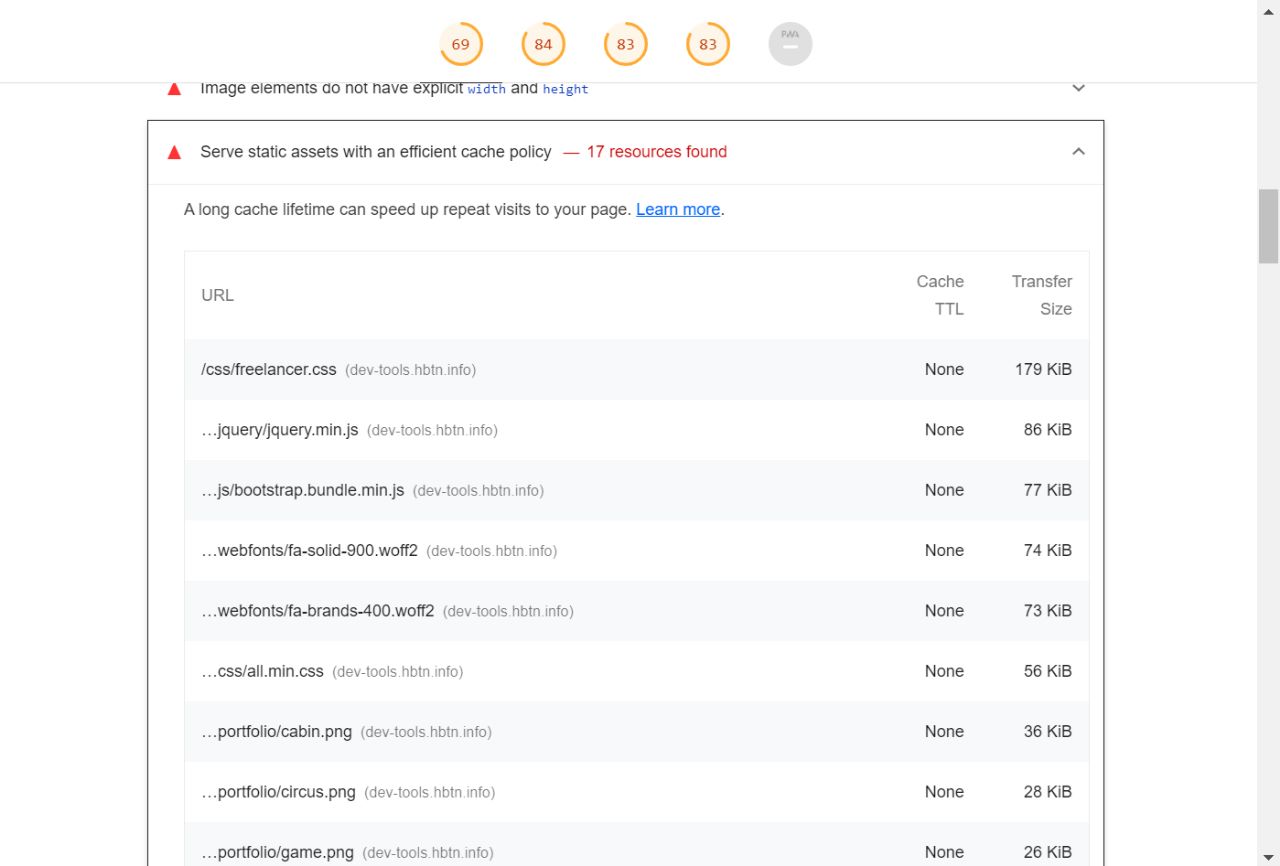 69 84 83 83 PWA
Image elements do not have explicit width and height
Serve static assets with an efficient cache policy — 17 resources found
A long cache lifetime can speed up repeat visits to your page. Learn more.
URL Cache TTL Transfer Size
/css/freelancer.css (dev-tools.hbtn.info) None 179 KiB
…jquery/jquery.min.js (dev-tools.hbtn.info) None 86 KiB
…js/bootstrap.bundle.min.js (dev-tools.hbtn.info) None 77 KiB
…webfonts/fa-solid-900.woff2 (dev-tools.hbtn.info) None 74 KiB
…webfonts/fa-brands-400.woff2 (dev-tools.hbtn.info) None 73 KiB
…css/all.min.css (dev-tools.hbtn.info) None 56 KiB
…portfolio/cabin.png (dev-tools.hbtn.info) None 36 KiB
…portfolio/circus.png (dev-tools.hbtn.info) None 28 KiB
…portfolio/game.png (dev-tools.hbtn.info) None 26 KiB